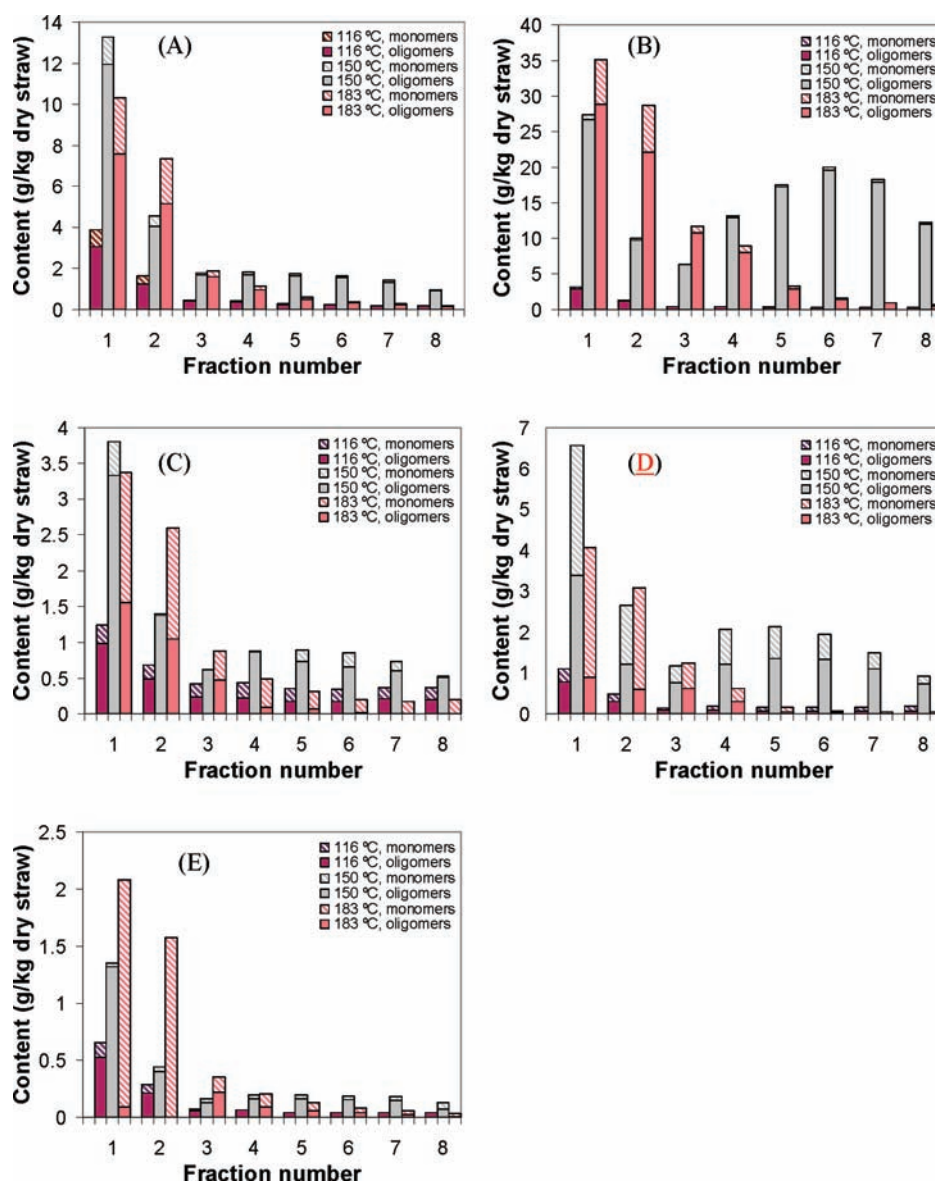 (A)
116 ºC, monomers
116 ºC, oligomers
150 ºC, monomers
150 ºC, oligomers
183 ºC, monomers
183 ºC, oligomers
Content (g/kg dry straw)
14
12
10
8
6
4
2
0
1 2 3 4 5 6 7 8
Fraction number
(B)
116 ºC, monomers
116 ºC, oligomers
150 ºC, monomers
150 ºC, oligomers
183 ºC, monomers
183 ºC, oligomers
Content (g/kg dry straw)
40
35
30
25
20
15
10
5
0
1 2 3 4 5 6 7 8
Fraction number
(C)
116 ºC, monomers
116 ºC, oligomers
150 ºC, monomers
150 ºC, oligomers
183 ºC, monomers
183 ºC, oligomers
Content (g/kg dry straw)
4
3.5
3
2.5
2
1.5
1
0.5
0
1 2 3 4 5 6 7 8
Fraction number
(D)
116 ºC, monomers
116 ºC, oligomers
150 ºC, monomers
150 ºC, oligomers
183 ºC, monomers
183 ºC, oligomers
Content (g/kg dry straw)
7
6
5
4
3
2
1
0
1 2 3 4 5 6 7 8
Fraction number
(E)
116 ºC, monomers
116 ºC, oligomers
150 ºC, monomers
150 ºC, oligomers
183 ºC, monomers
183 ºC, oligomers
Content (g/kg dry straw)
2.5
2
1.5
1
0.5
0
1 2 3 4 5 6 7 8
Fraction number